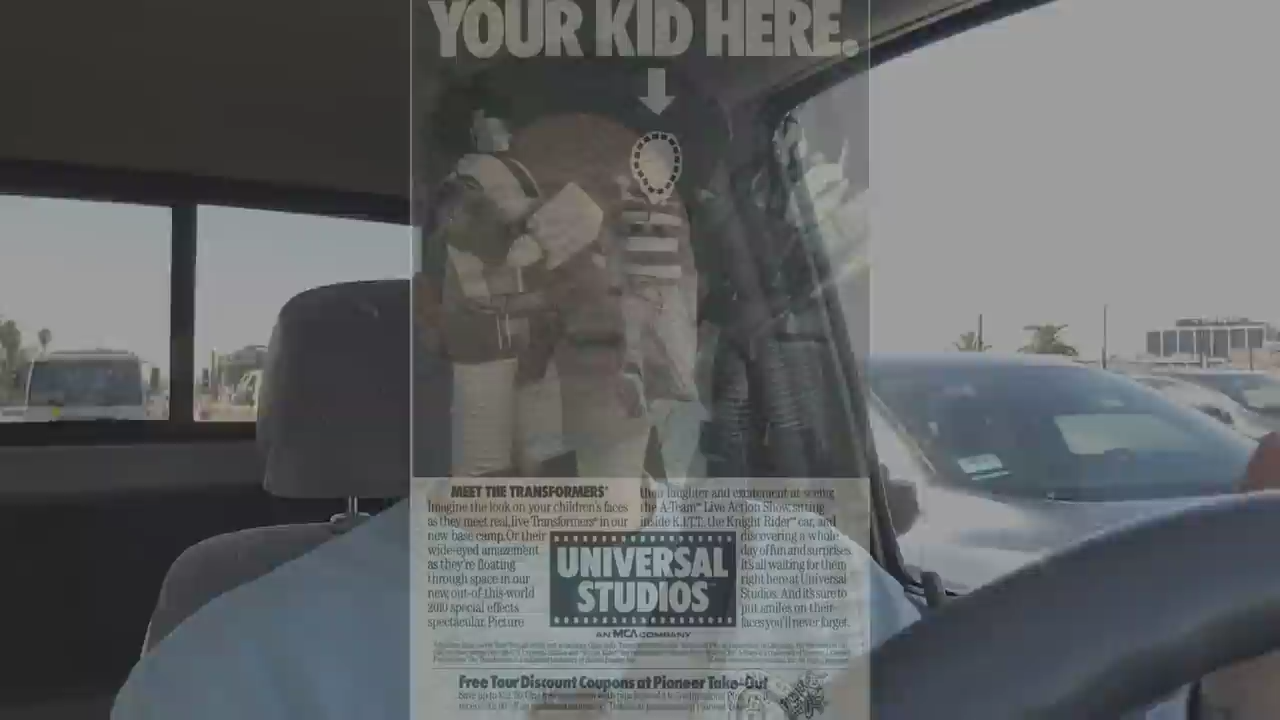 YOUR KID HERE.
MEET THE TRANSFORMERS*
Imagine the look on your children's faces
as they meet real, live Transformers* in our
new base camp. Or their
wide-eyed amazement
as they're floating
through space in our
new, out-of-this-world
2010 special effects
spectacular. Picture
their laughter and excitement at seeing
the A-Team™ Live Action Show, sitting
inside K.I.T.T., the Knight Rider™ car, and
discovering a whole
day of fun and surprises.
It's all waiting for them
right here at Universal
Studios. And it's sure to
put smiles on their
faces you'll never forget.
UNIVERSAL
STUDIOS
AN MCA COMPANY
Free Tour Discount Coupons at Pioneer Take-Out